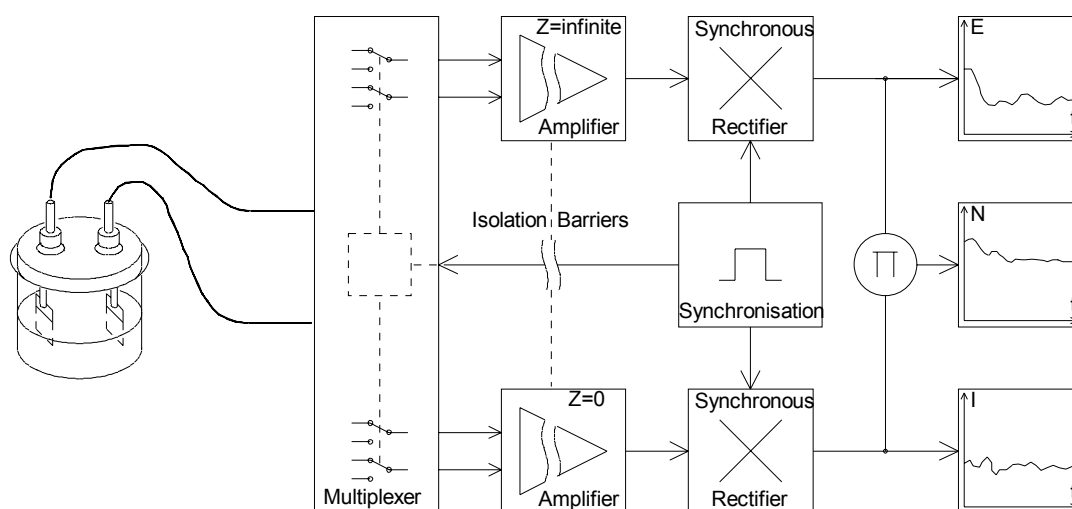 Z=infinite
Amplifier
Synchronous
Rectifier
E
t
Isolation Barriers
Synchronisation
Π
N
t
Multiplexer
Z=0
Amplifier
Synchronous
Rectifier
I
t